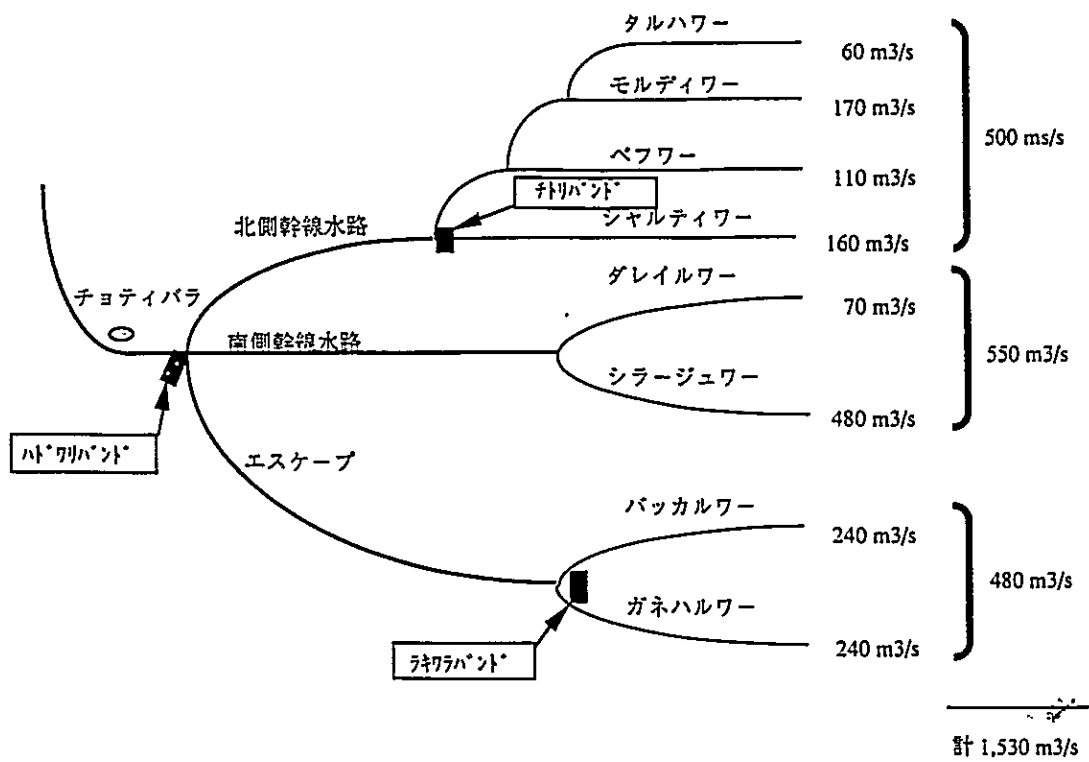 タルハワー
60 m3/s
モルディワー
170 m3/s
500 ms/s
ペフワー
110 m3/s
チトリバンド
北側幹線水路
シャルディワー
160 m3/s
ダレイルワー
70 m3/s
チョティバラ
南側幹線水路
550 m3/s
シラージュワー
480 m3/s
ハドワリバンド
エスケープ
バッカルワー
240 m3/s
480 m3/s
ガネハルワー
240 m3/s
ラキワラバンド
計 1,530 m3/s